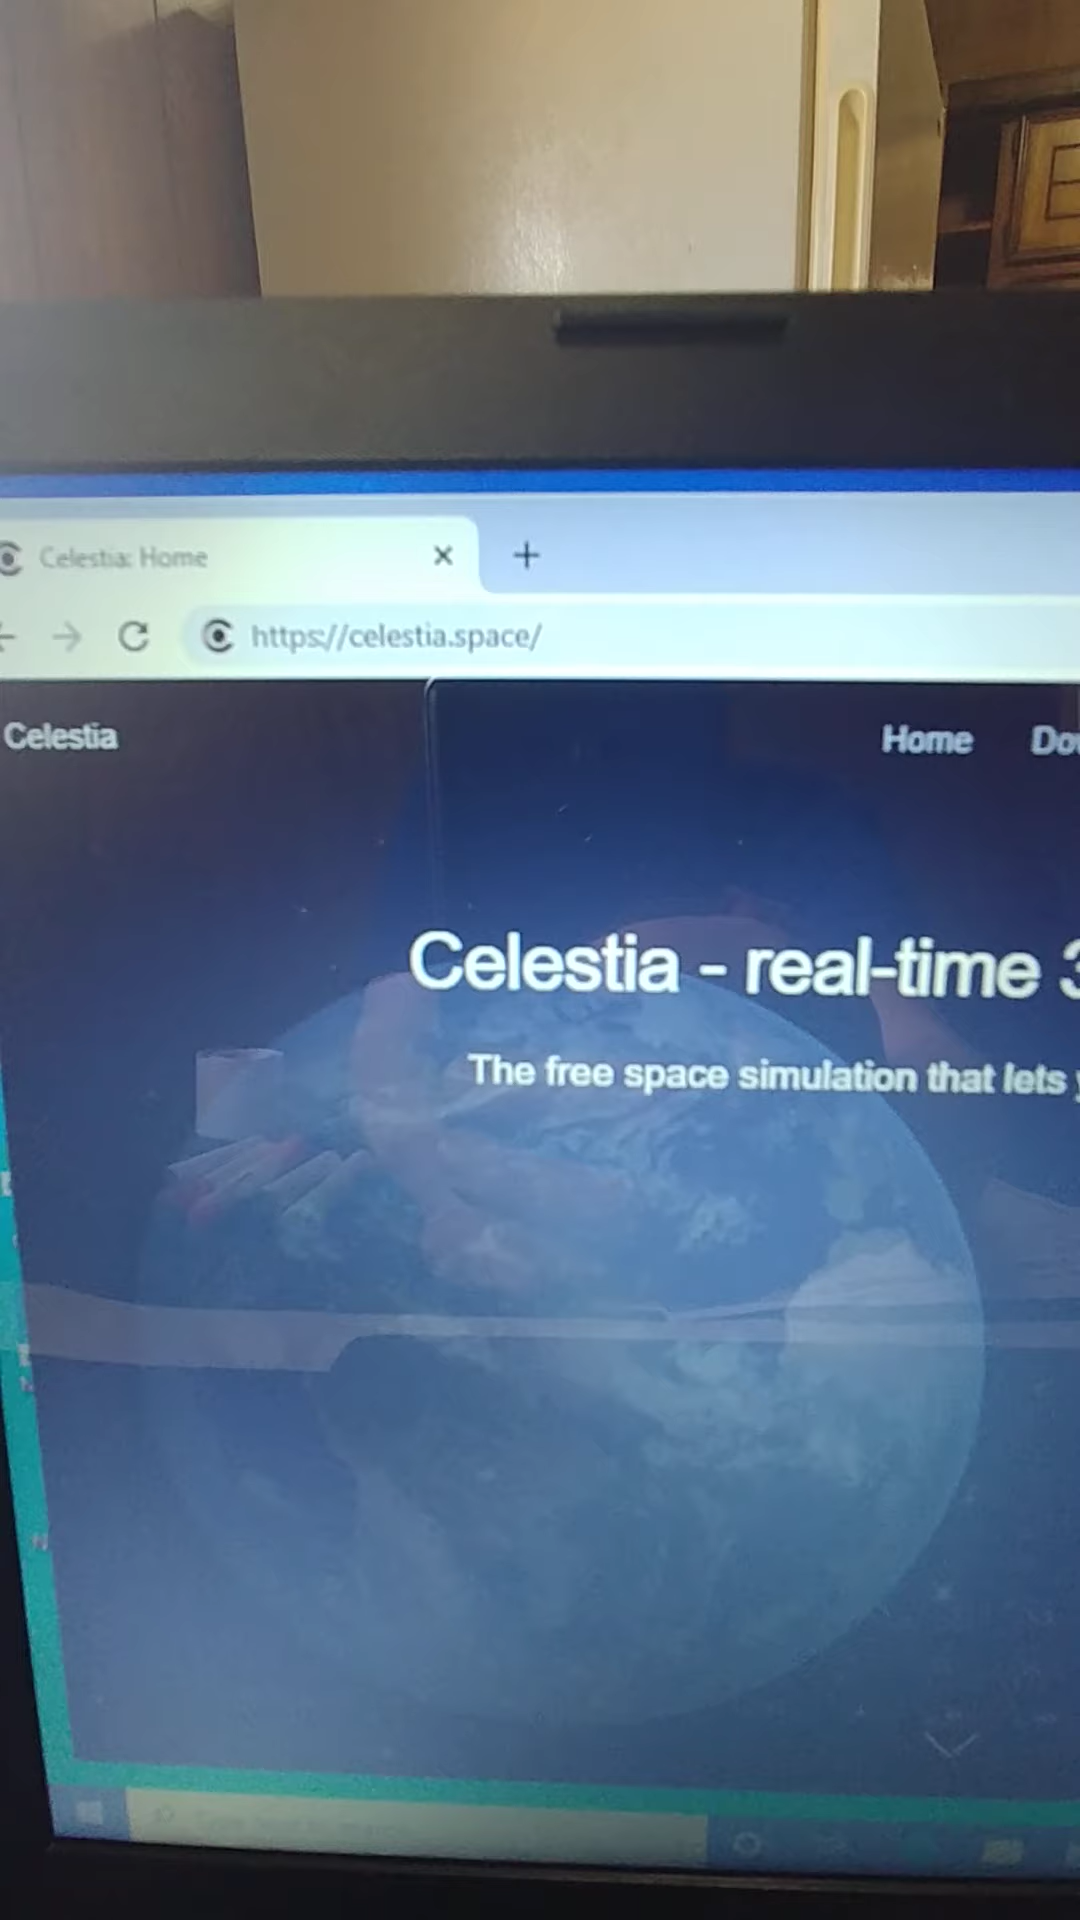 Celestia: Home
https://celestia.space/
Celestia
Home
Celestia - real-time
The free space simulation that lets